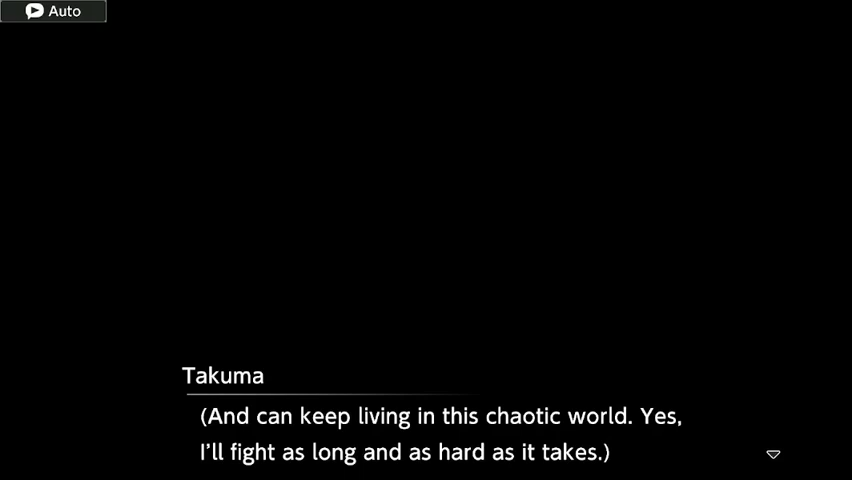 Auto
Takuma
(And can keep living in this chaotic world. Yes,
I'll fight as long and as hard as it takes.)